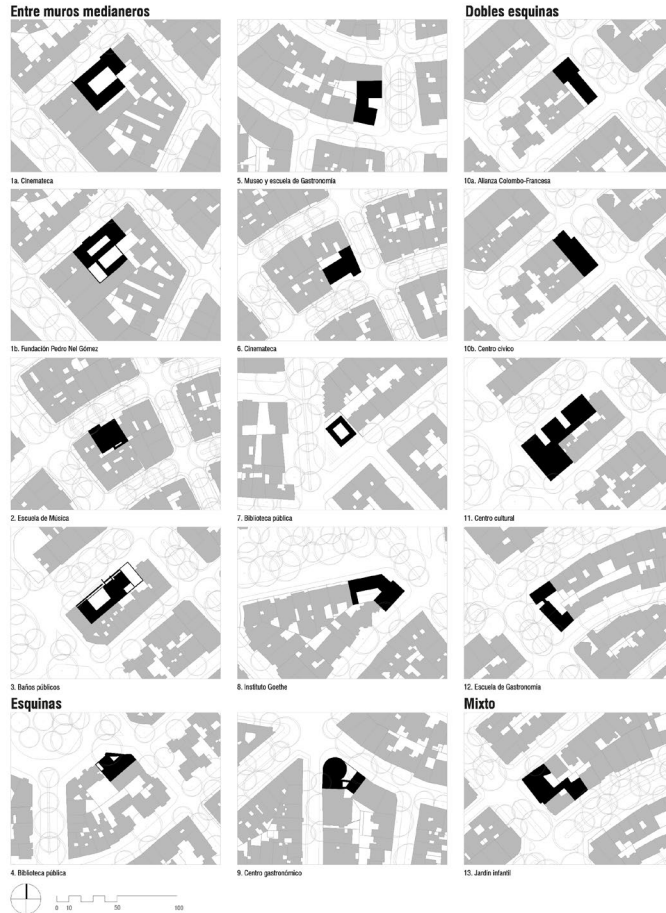 Entre muros medianeros
Dobles esquinas
1a. Cinemateca
5. Museo y escuela de Gastronomía
10a. Alianza Colombo-Francesa
1b. Fundación Pedro Nel Gómez
6. Cinemateca
10b. Centro cívico
2. Escuela de Música
7. Biblioteca pública
11. Centro cultural
3. Baños públicos
8. Instituto Goethe
12. Escuela de Gastronomía
Esquinas
Mixto
4. Biblioteca pública
9. Centro gastronómico
13. Jardín infantil
0 10 50 100